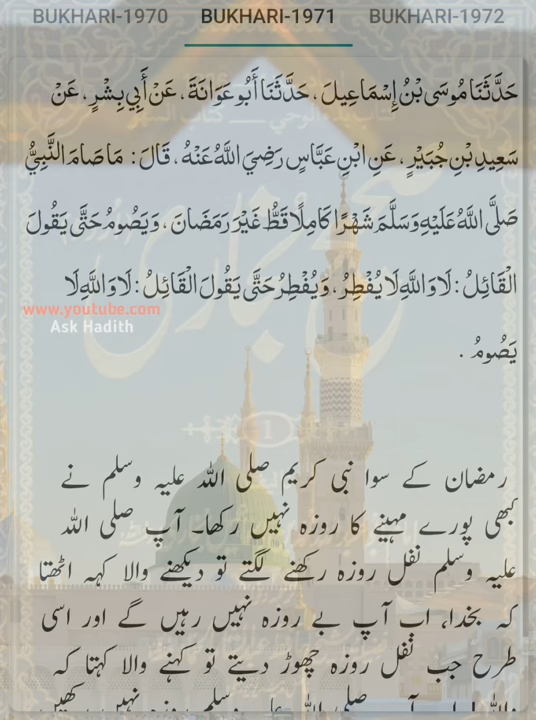 BUKHARI-1970 BUKHARI-1971 BUKHARI-1972
حَدَّثَنَا مُوسَى بْنُ إِسْمَاعِيلَ ، حَدَّثَنَا أَبُو عَوَانَةَ ، عَنْ أَبِي بِشْرٍ ، عَنْ
سَعِيدِ بْنِ جُبَيْرٍ ، عَنِ ابْنِ عَبَّاسٍ رَضِيَ اللَّهُ عَنْهُ ، قَالَ : مَا صَامَ النَّبِيُّ
صَلَّى اللَّهُ عَلَيْهِ وَسَلَّمَ شَهْرًا كَامِلًا قَطُّ غَيْرَ رَمَضَانَ ، وَيَصُومُ حَتَّى يَقُولَ
الْقَائِلُ : لَا وَاللَّهِ لَا يُفْطِرُ ، وَيُفْطِرُ حَتَّى يَقُولَ الْقَائِلُ : لَا وَاللَّهِ لَا
www.youtube.com
Ask Hadith
يَصُومُ .
رمضان کے سوا نبی کریم صلی اللہ علیہ وسلم نے
کبھی پورے مہینے کا روزہ نہیں رکھا۔ آپ صلی اللہ
علیہ وسلم نفل روزہ رکھنے لگتے تو دیکھنے والا کہہ اٹھتا
کہ بخدا، اب آپ بے روزہ نہیں رہیں گے اور اسی
طرح جب نفل روزہ چھوڑ دیتے تو کہنے والا کہتا کہ